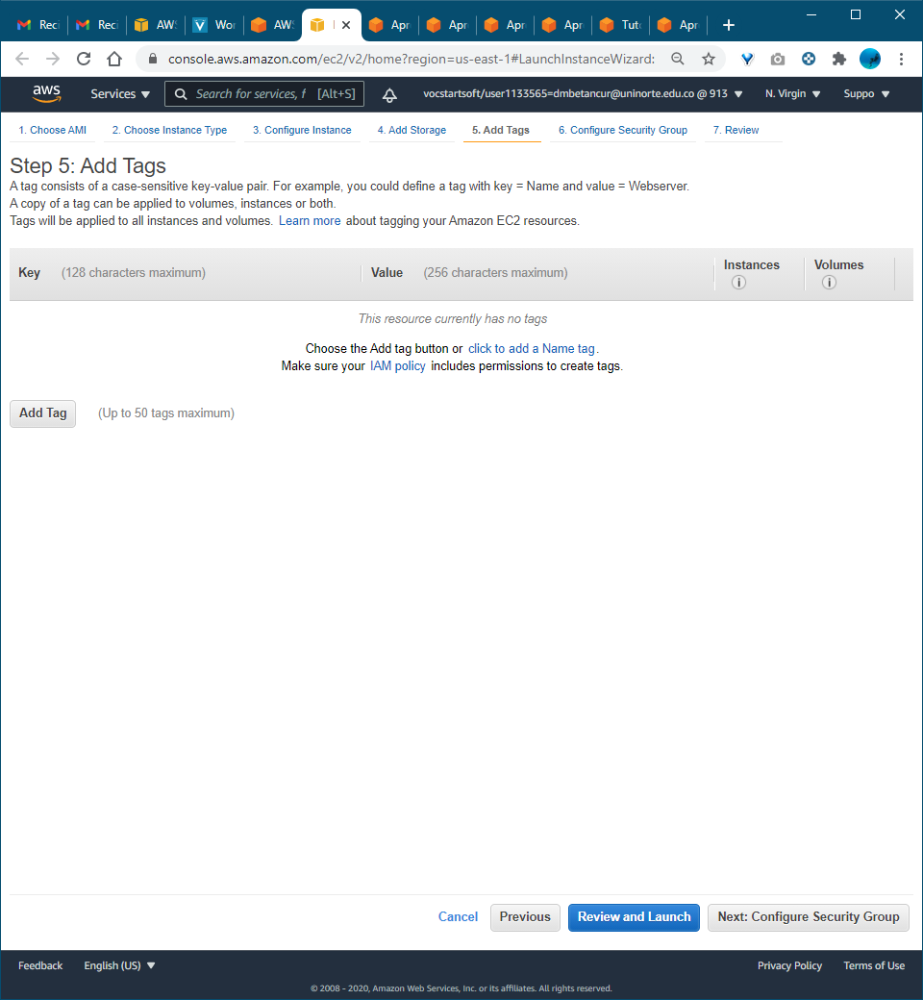 Reci
Reci
AWS
Wor
AWS
Apr
Apr
Apr
Apr
Tuto
Apr
console.aws.amazon.com/ec2/v2/home?region=us-east-1#LaunchInstanceWizard:
aws Services Search for services, f [Alt+S] vocstartsoft/user1133565=dmbetancur@uninorte.edu.co @ 913 N. Virgin Suppo
1. Choose AMI 2. Choose Instance Type 3. Configure Instance 4. Add Storage 5. Add Tags 6. Configure Security Group 7. Review
Step 5: Add Tags
A tag consists of a case-sensitive key-value pair. For example, you could define a tag with key = Name and value = Webserver.
A copy of a tag can be applied to volumes, instances or both.
Tags will be applied to all instances and volumes. Learn more about tagging your Amazon EC2 resources.
Key (128 characters maximum) Value (256 characters maximum) Instances Volumes
This resource currently has no tags
Choose the Add tag button or click to add a Name tag.
Make sure your IAM policy includes permissions to create tags.
Add Tag (Up to 50 tags maximum)
Cancel Previous Review and Launch Next: Configure Security Group
Feedback English (US) Privacy Policy Terms of Use
© 2008 - 2020, Amazon Web Services, Inc. or its affiliates. All rights reserved.